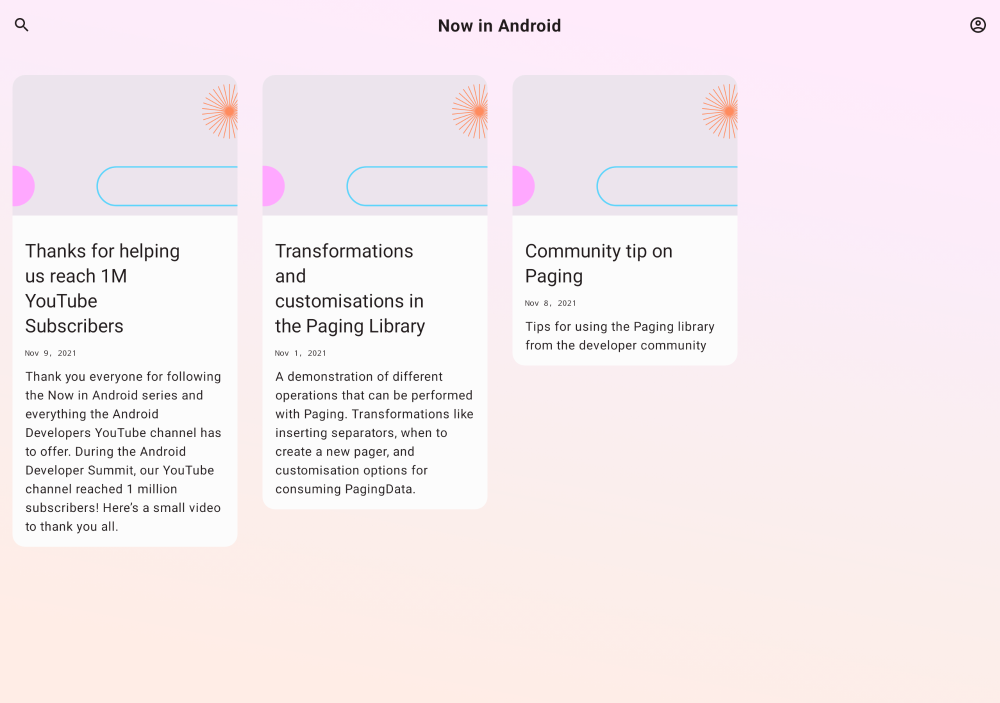 Now in Android
Thanks for helping
us reach 1M
YouTube
Subscribers
Nov 9, 2021
Thank you everyone for following
the Now in Android series and
everything the Android
Developers YouTube channel has
to offer. During the Android
Developer Summit, our YouTube
channel reached 1 million
subscribers! Here’s a small video
to thank you all.
Transformations
and
customisations in
the Paging Library
Nov 1, 2021
A demonstration of different
operations that can be performed
with Paging. Transformations like
inserting separators, when to
create a new pager, and
customisation options for
consuming PagingData.
Community tip on
Paging
Nov 8, 2021
Tips for using the Paging library
from the developer community